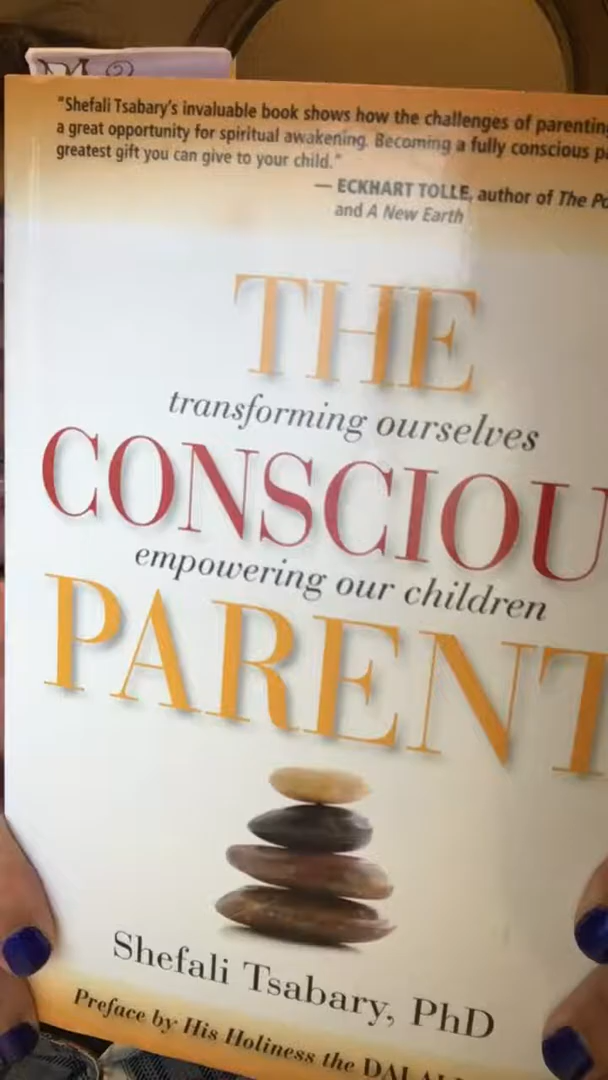 "Shefali Tsabary's invaluable book shows how the challenges of parentin
a great opportunity for spiritual awakening. Becoming a fully conscious p
greatest gift you can give to your child."
— ECKHART TOLLE, author of The Po
and A New Earth
THE
transforming ourselves
CONSCIOU
empowering our children
PARENT
Shefali Tsabary, PhD
Preface by His Holiness the DALAI